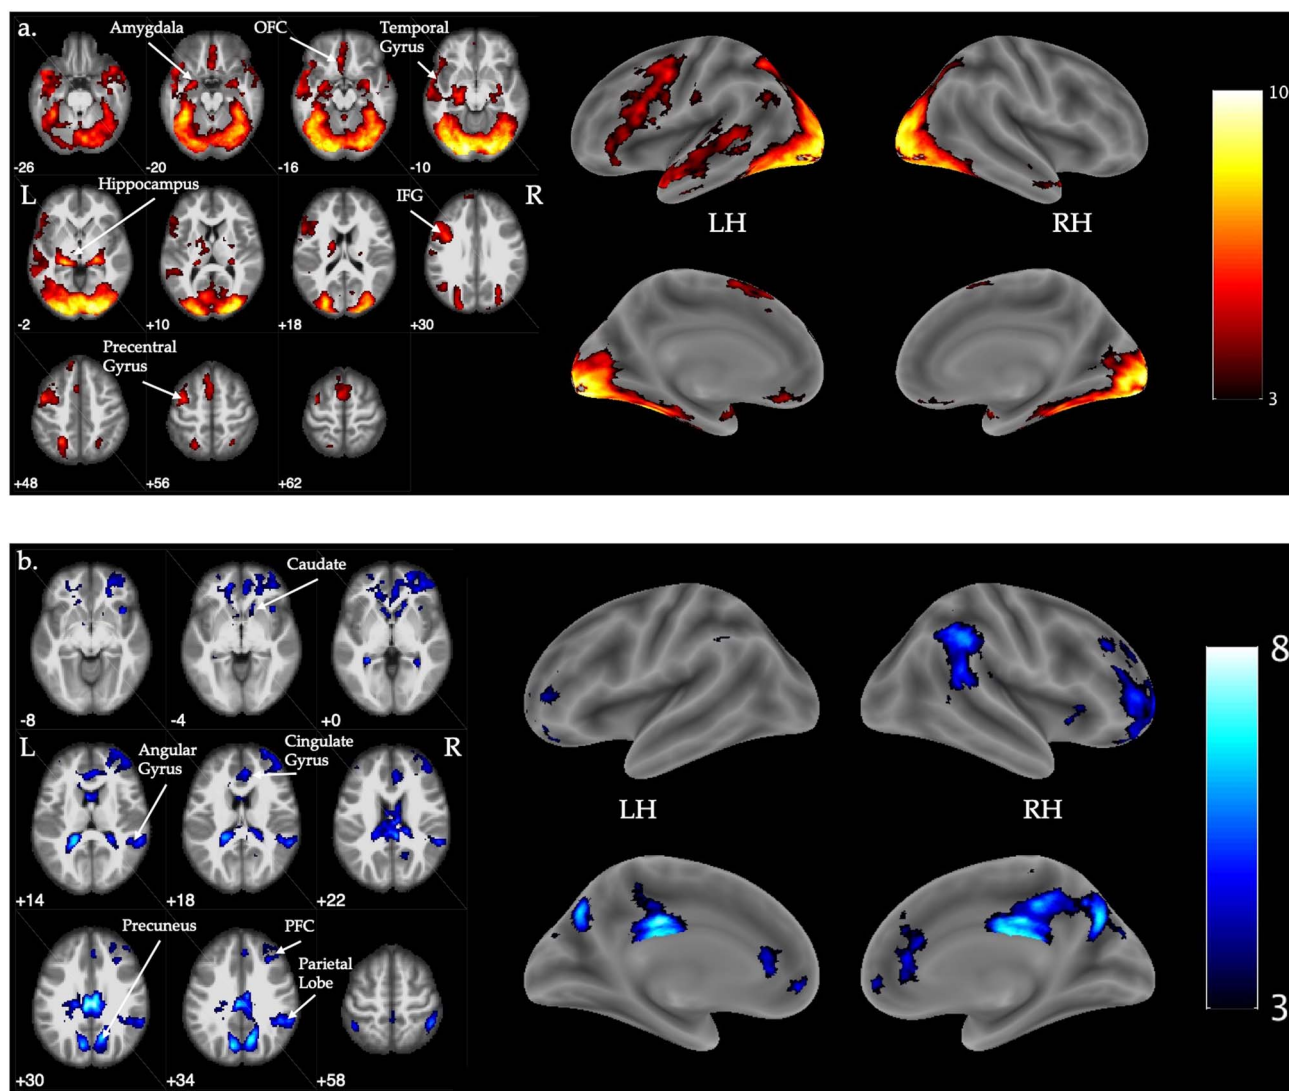 a.
Amygdala
OFC
Temporal
Gyrus
-26
-20
-16
-10
L
Hippocampus
IFG
R
-2
+10
+18
+30
Precentral
Gyrus
+48
+56
+62
LH
RH
10
3
b.
Caudate
-8
-4
+0
L
Angular
Gyrus
Cingulate
Gyrus
R
+14
+18
+22
Precuneus
PFC
Parietal
Lobe
+30
+34
+58
LH
RH
8
3